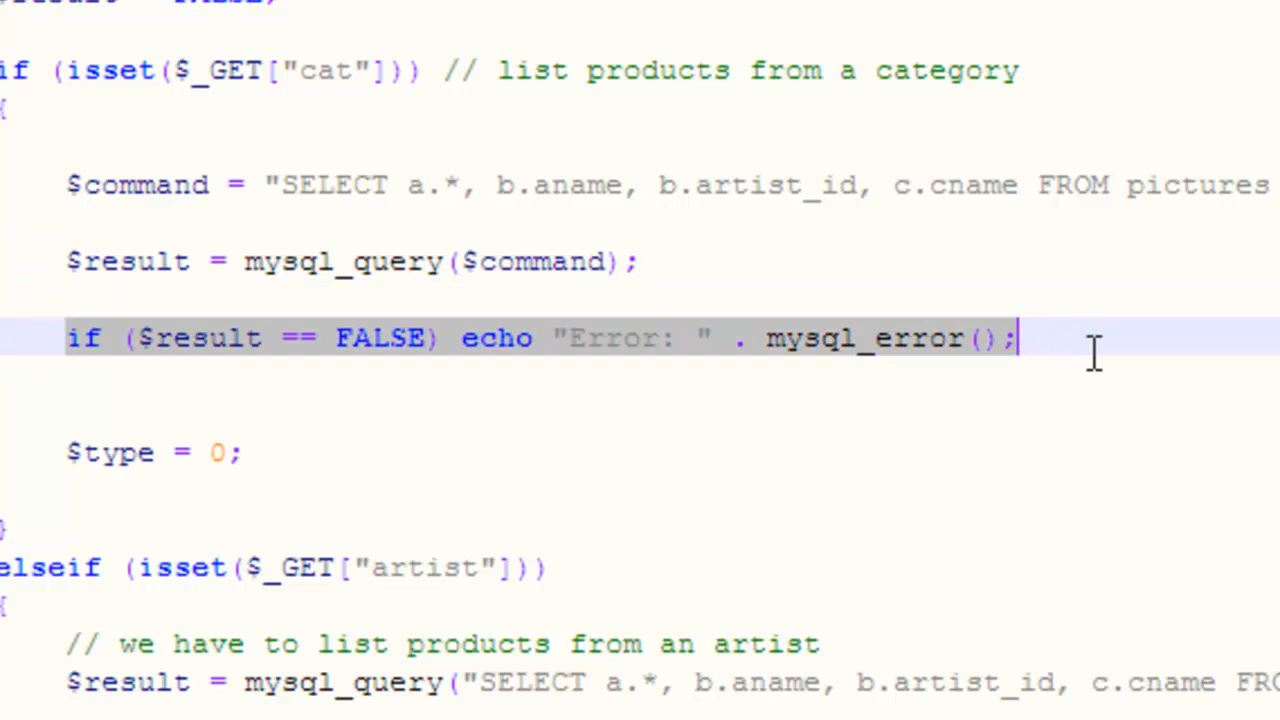 if (isset($_GET["cat"])) // list products from a category
{
$command = "SELECT a.*, b.aname, b.artist_id, c.cname FROM pictures
$result = mysql_query($command);
if ($result == FALSE) echo "Error: " . mysql_error();
$type = 0;
}
elseif (isset($_GET["artist"]))
{
// we have to list products from an artist
$result = mysql_query("SELECT a.*, b.aname, b.artist_id, c.cname FRO